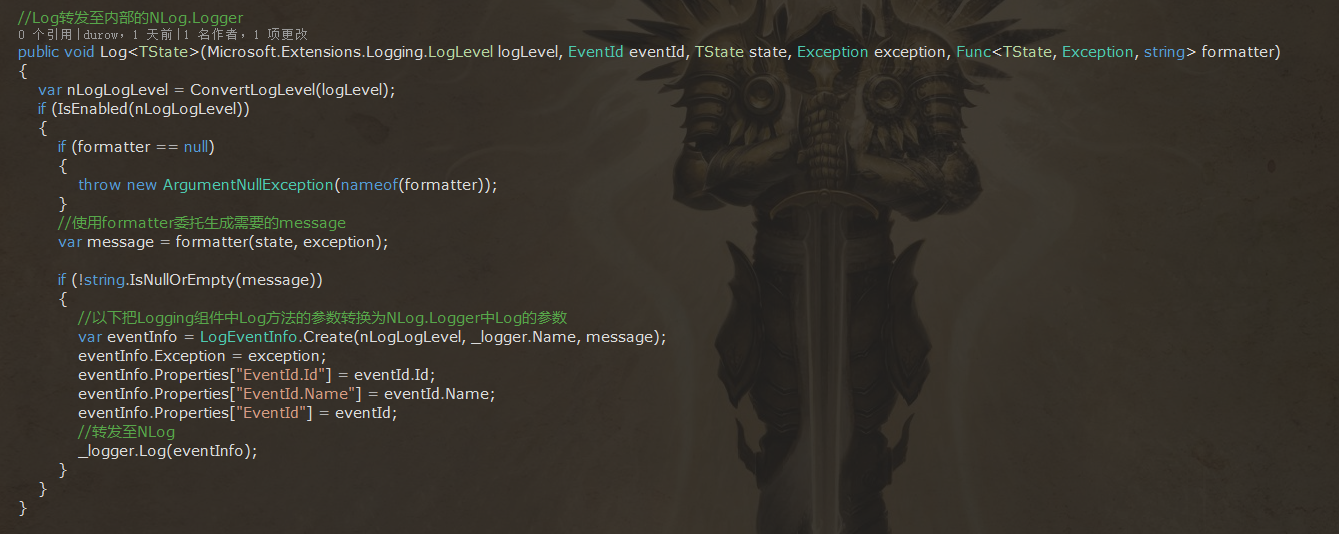 //Log转发至内部的NLog.Logger
0 个引用|durow，1 天前|1 名作者，1 项更改
public void Log<TState>(Microsoft.Extensions.Logging.LogLevel logLevel, EventId eventId, TState state, Exception exception, Func<TState, Exception, string> formatter)
{
    var nLogLogLevel = ConvertLogLevel(logLevel);
    if (IsEnabled(nLogLogLevel))
    {
        if (formatter == null)
        {
            throw new ArgumentNullException(nameof(formatter));
        }
        //使用formatter委托生成需要的message
        var message = formatter(state, exception);

        if (!string.IsNullOrEmpty(message))
        {
            //以下把Logging组件中Log方法的参数转换为NLog.Logger中Log的参数
            var eventInfo = LogEventInfo.Create(nLogLogLevel, _logger.Name, message);
            eventInfo.Exception = exception;
            eventInfo.Properties["EventId.Id"] = eventId.Id;
            eventInfo.Properties["EventId.Name"] = eventId.Name;
            eventInfo.Properties["EventId"] = eventId;
            //转发至NLog
            _logger.Log(eventInfo);
        }
    }
}